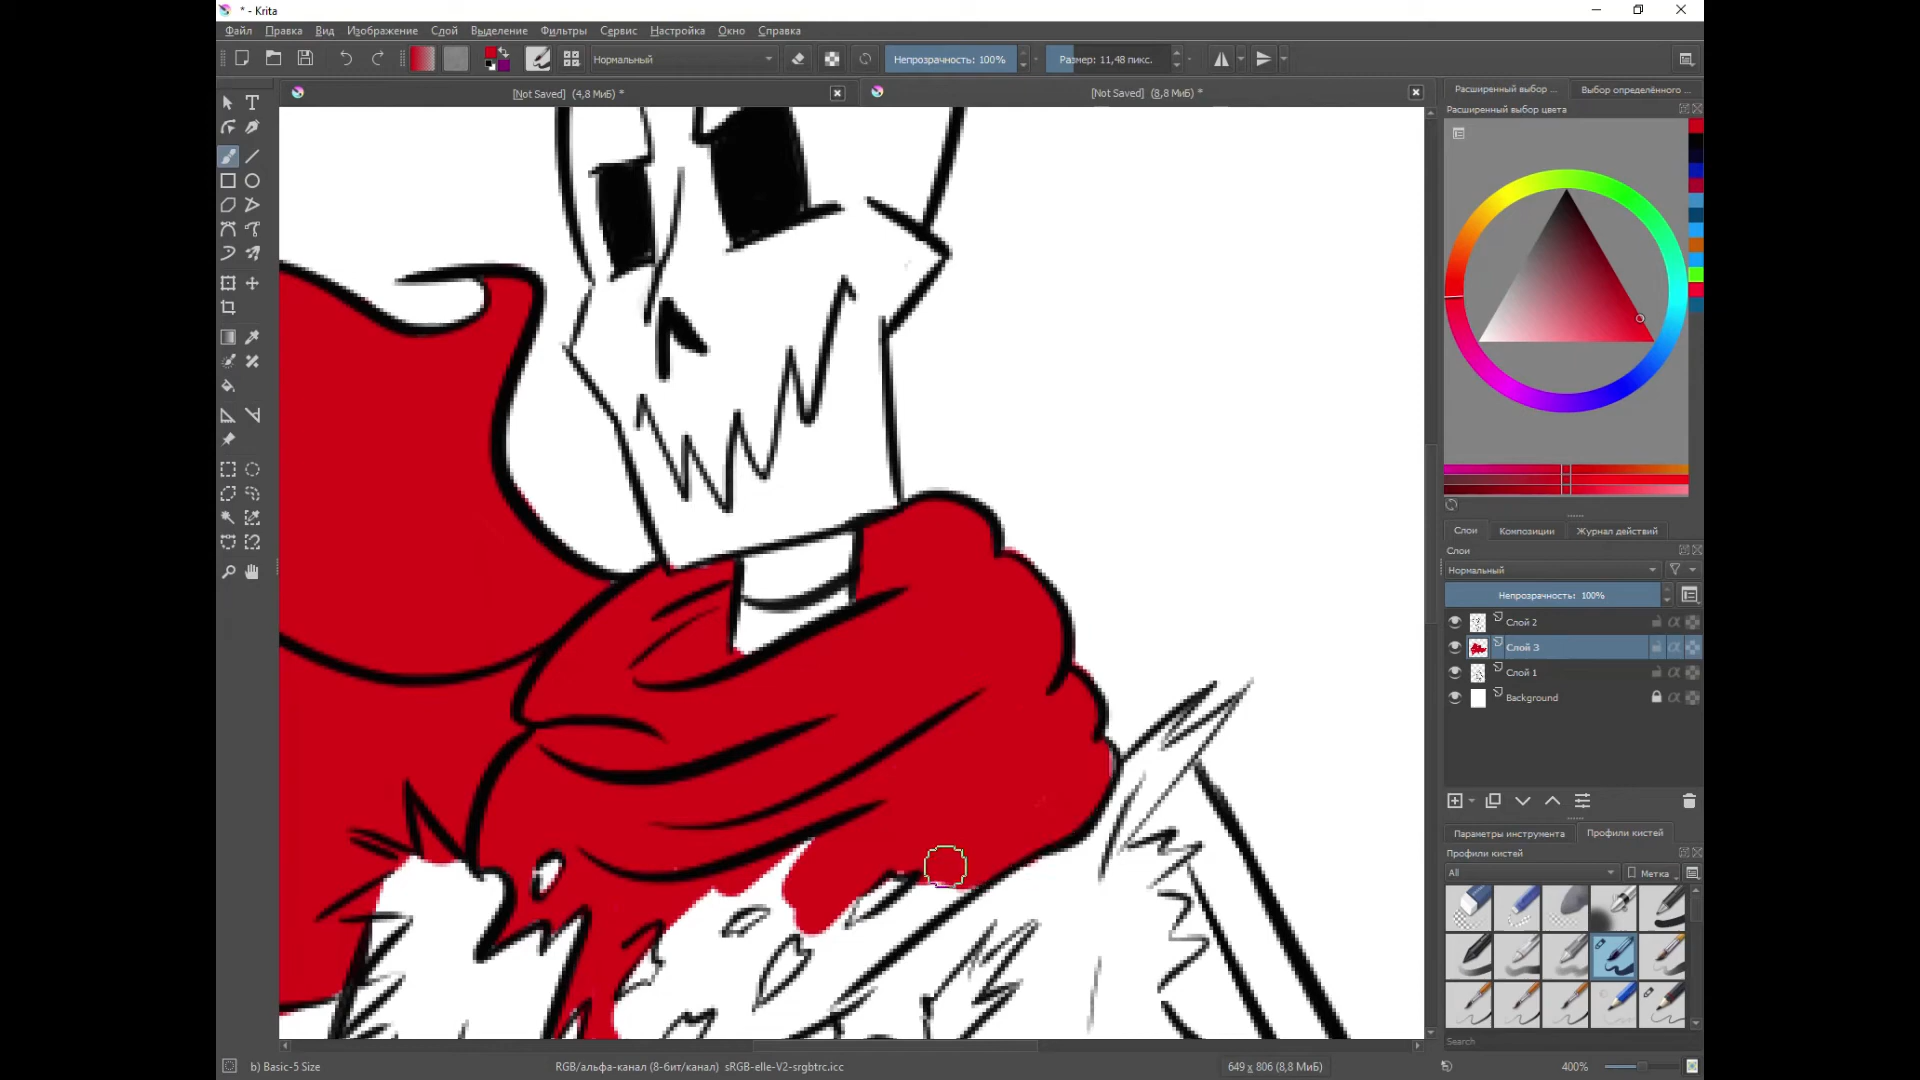 * - Krita
Файл Правка Вид Изображение Слой Выделение Фильтры Сервис Настройка Окно Справка
Нормальный Непрозрачность: 100% Размер: 11,48 пикс.
[Not Saved] (4,8 МиБ) * [Not Saved] (8,8 МиБ) *
Расширенный выбор ... Выбор определённого ...
Расширенный выбор цвета
Слои Композиции Журнал действий
Слои
Нормальный
Непрозрачность: 100%
Слой 2
Слой 3
Слой 1
Background
Параметры инструмента Профили кистей
Профили кистей
All Метка
Search
b) Basic-5 Size RGB/альфа-канал (8-бит/канал) sRGB-elle-V2-srgbtrc.icc 649 x 806 (8,8 МиБ) 400%